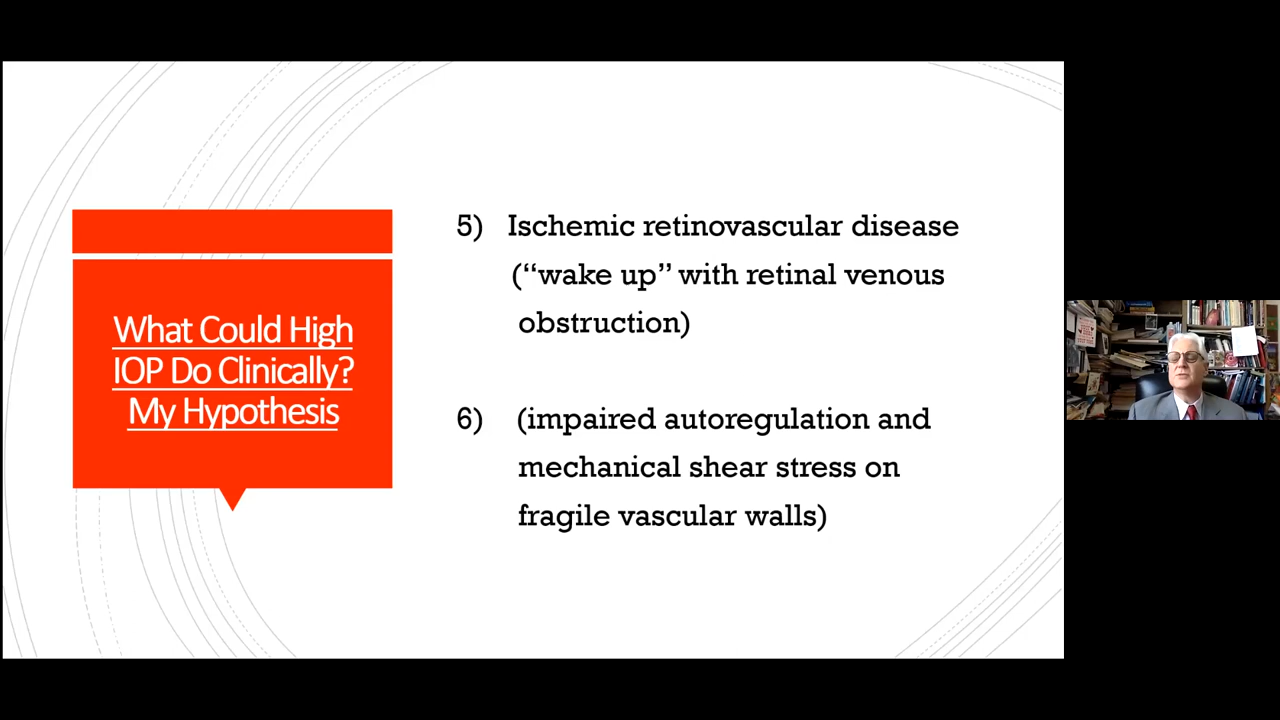 What Could High
IOP Do Clinically?
My Hypothesis
5) Ischemic retinovascular disease
(“wake up” with retinal venous
obstruction)
6) (impaired autoregulation and
mechanical shear stress on
fragile vascular walls)